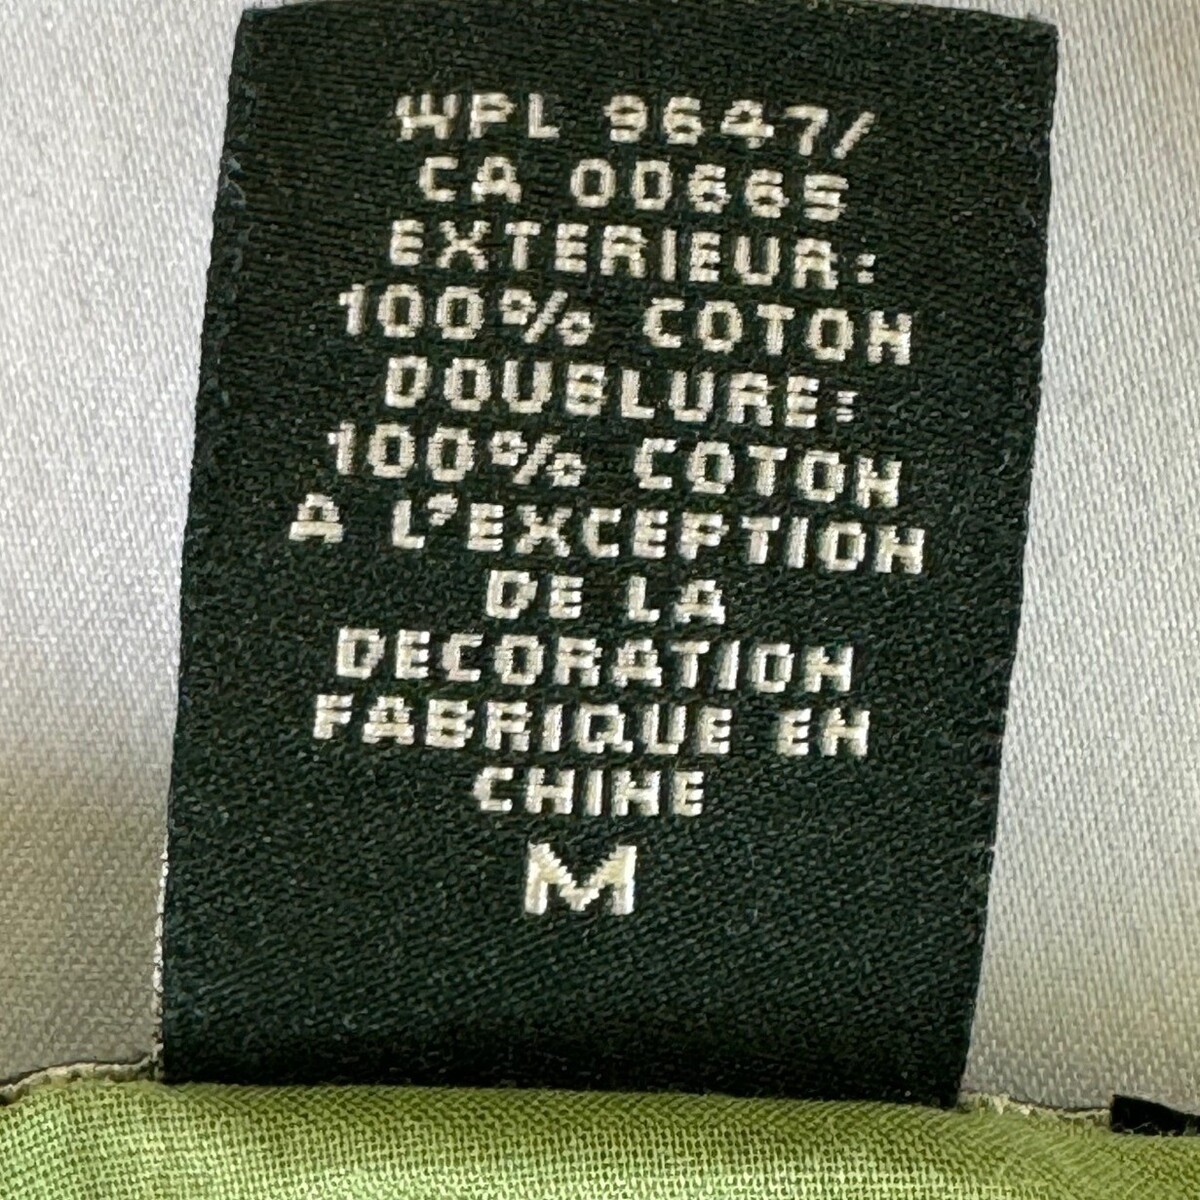 WPL 9647/
CA 00665
EXTERIEUR:
100% COTON
DOUBLURE:
100% COTON
A L'EXCEPTION
DE LA
DECORATION
FABRIQUE EN
CHINE
M